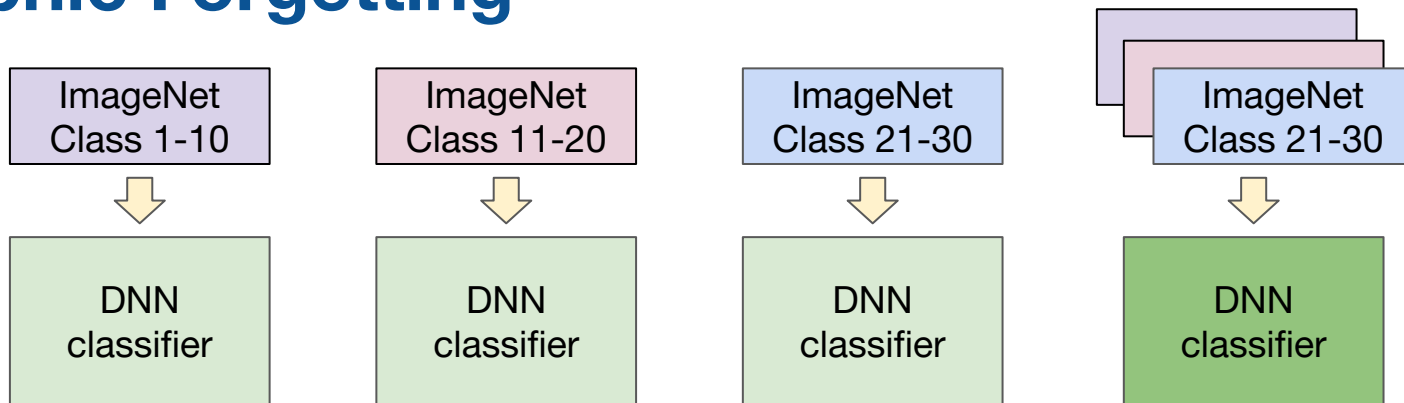 Forgetting
ImageNet
Class 1-10
ImageNet
Class 11-20
ImageNet
Class 21-30
ImageNet
Class 21-30
DNN
classifier
DNN
classifier
DNN
classifier
DNN
classifier